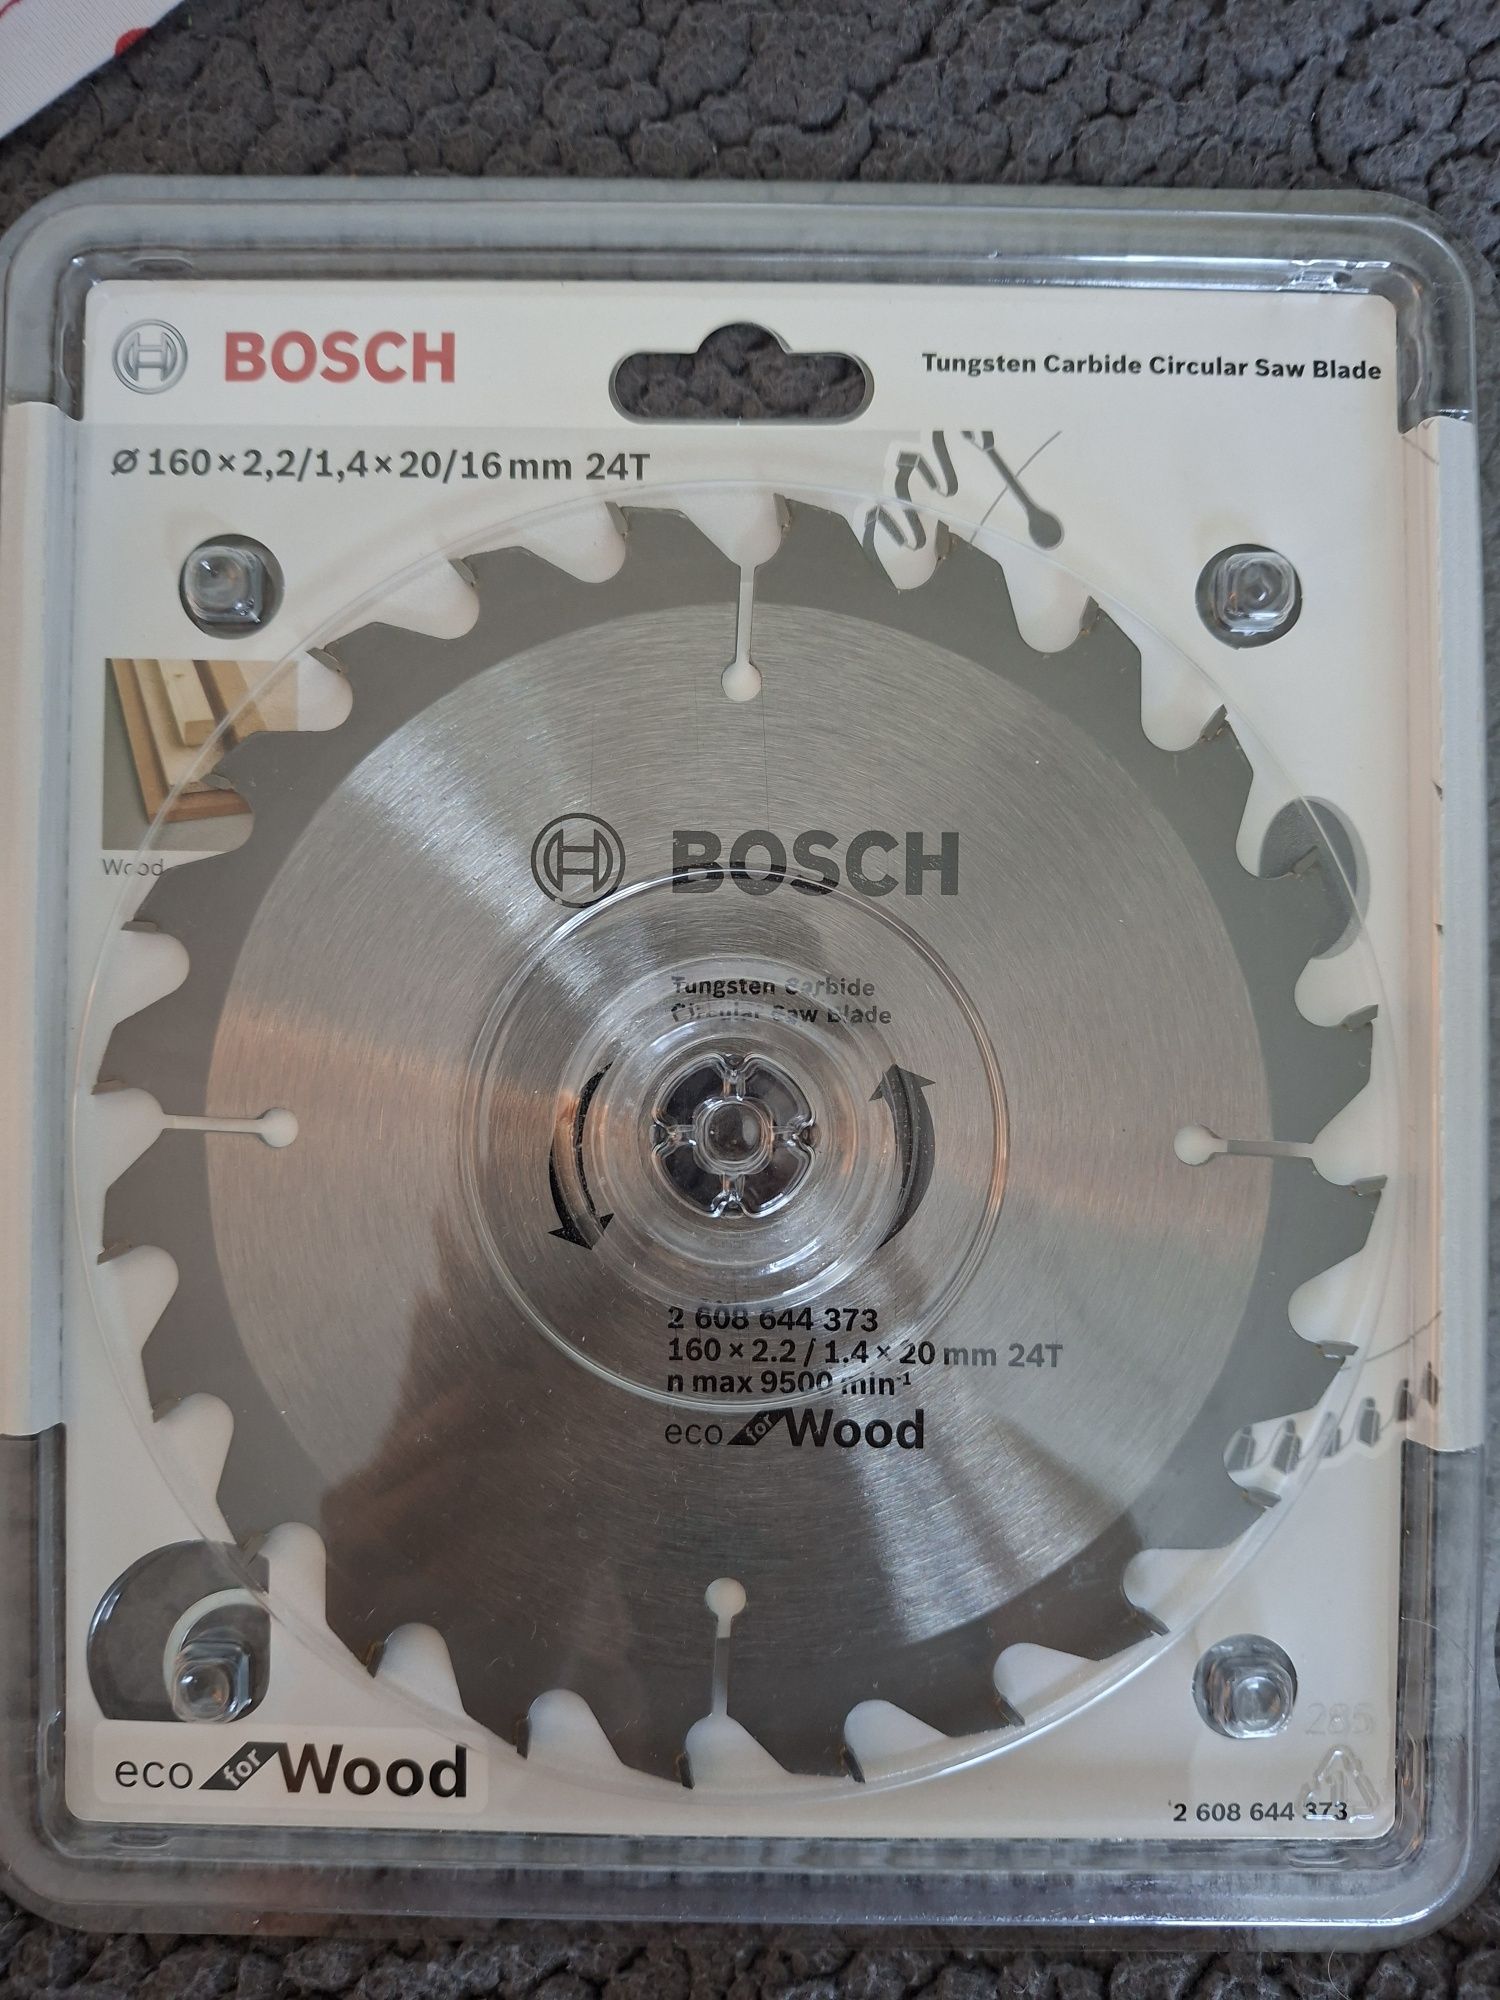 BOSCH
Tungsten Carbide Circular Saw Blade
Ø 160×2,2/1,4×20/16mm 24T
Wood
BOSCH
Tungsten Carbide
Circular Saw Blade
2 608 644 373
160 × 2.2 / 1.4 × 20 mm 24T
n max 9500 min-¹
eco for Wood
285
eco for Wood
2 608 644 373